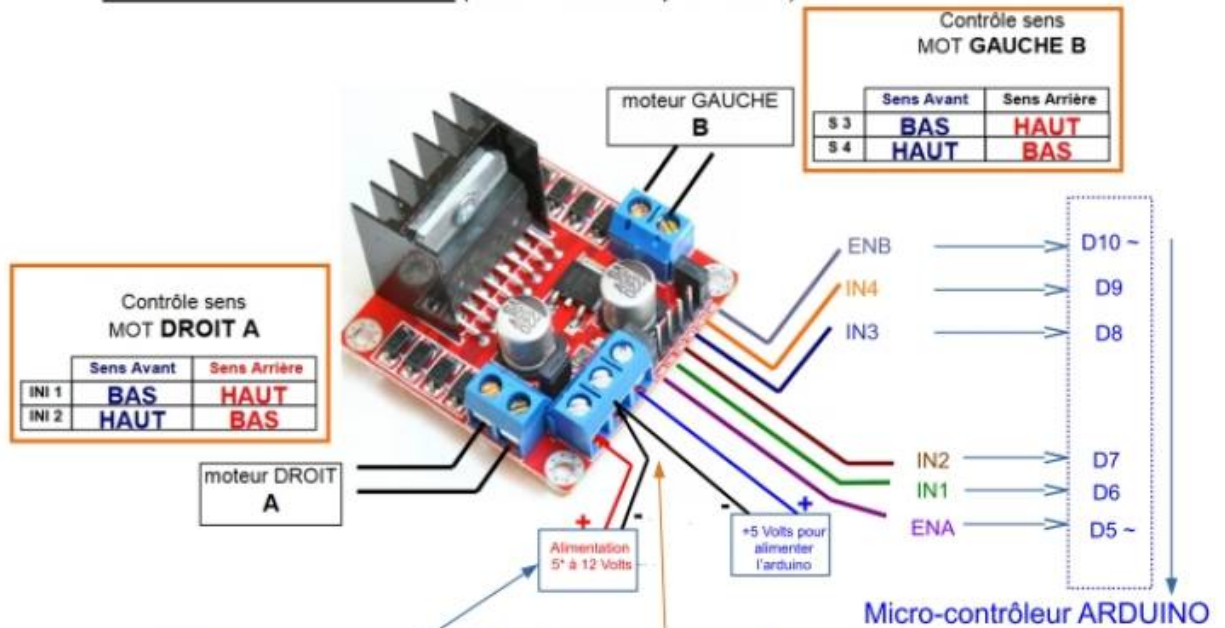 Contrôle sens
MOT GAUCHE B
Sens Avant Sens Arrière
S 3 BAS HAUT
S 4 HAUT BAS
moteur GAUCHE
B
ENB D10 ~
IN4 D9
IN3 D8
Contrôle sens
MOT DROIT A
Sens Avant Sens Arrière
INI 1 BAS HAUT
INI 2 HAUT BAS
moteur DROIT
A
IN2 D7
IN1 D6
ENA D5 ~
+ -
Alimentation
5* à 12 Volts
- +
+5 Volts pour
alimenter
l'arduino
Micro-contrôleur ARDUINO